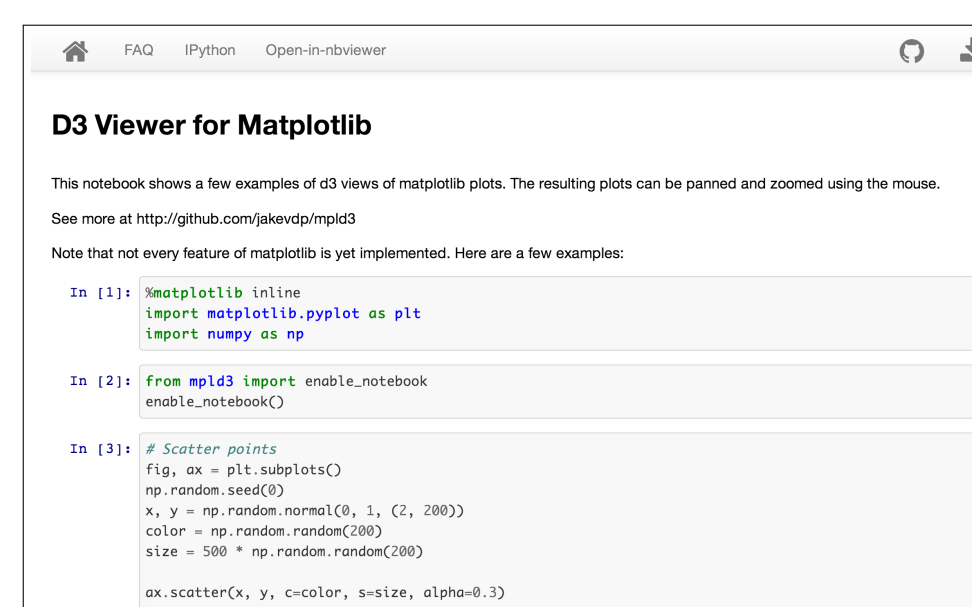 FAQ IPython Open-in-nbviewer
D3 Viewer for Matplotlib
This notebook shows a few examples of d3 views of matplotlib plots. The resulting plots can be panned and zoomed using the mouse.
See more at http://github.com/jakevdp/mpld3
Note that not every feature of matplotlib is yet implemented. Here are a few examples:
In [1]: %matplotlib inline
import matplotlib.pyplot as plt
import numpy as np
In [2]: from mpld3 import enable_notebook
enable_notebook()
In [3]: # Scatter points
fig, ax = plt.subplots()
np.random.seed(0)
x, y = np.random.normal(0, 1, (2, 200))
color = np.random.random(200)
size = 500 * np.random.random(200)
ax.scatter(x, y, c=color, s=size, alpha=0.3)